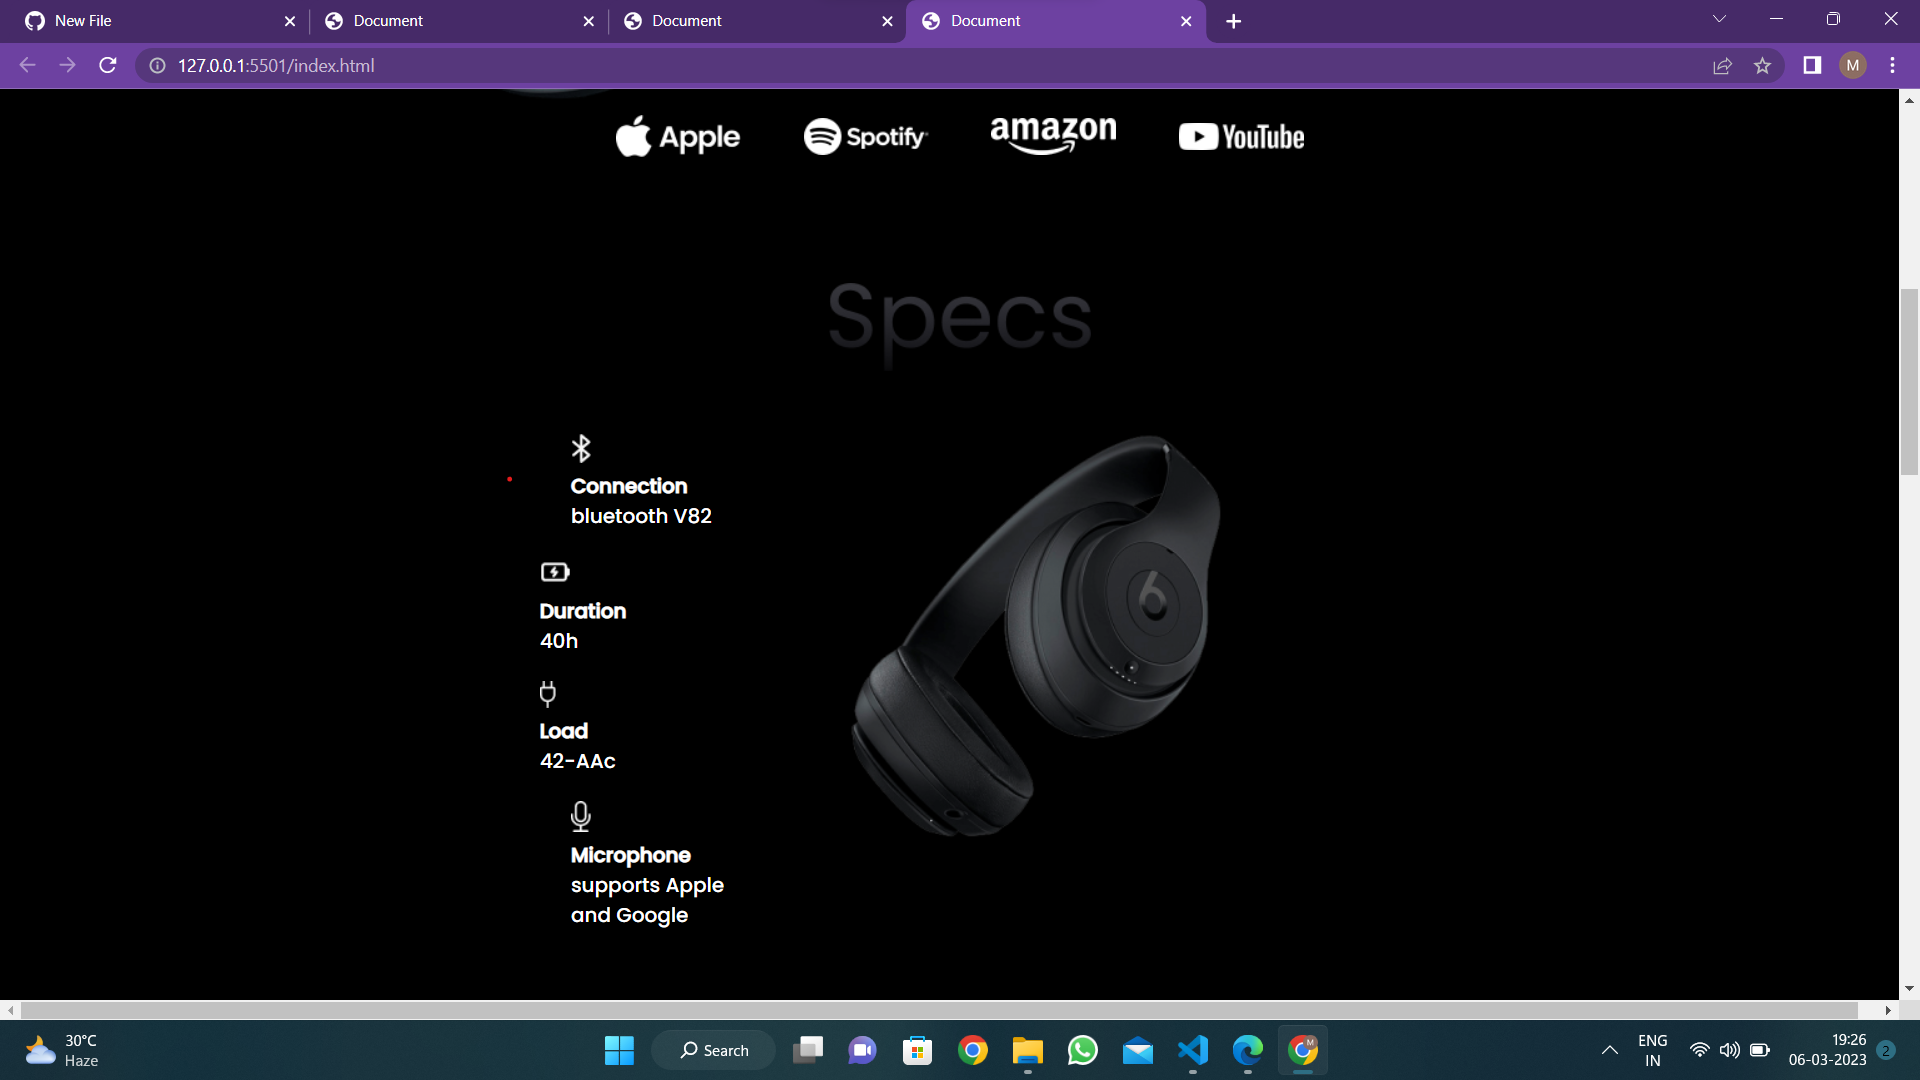 New File
Document
Document
Document
127.0.0.1:5501/index.html
M
Apple
Spotify
amazon
YouTube
Specs
Connection
bluetooth V82
Duration
40h
Load
42-AAc
Microphone
supports Apple
and Google
30°C
Haze
Search
M
ENG
IN
19:26
06-03-2023
2